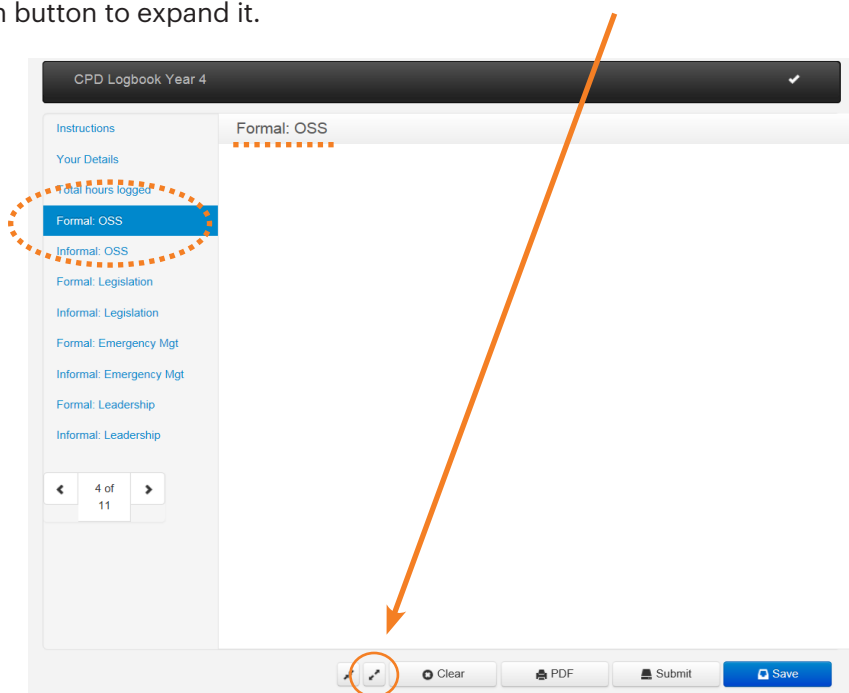 button to expand it.
CPD Logbook Year 4
Instructions
Formal: OSS
Your Details
Total hours logged
Formal: OSS
Informal: OSS
Formal: Legislation
Informal: Legislation
Formal: Emergency Mgt
Informal: Emergency Mgt
Formal: Leadership
Informal: Leadership
4 of
11
Clear
PDF
Submit
Save